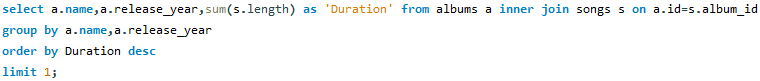 select a.name,a.release_year,sum(s.length) as 'Duration' from albums a inner join songs s on a.id=s.album_id
group by a.name,a.release_year
order by Duration desc
limit 1;